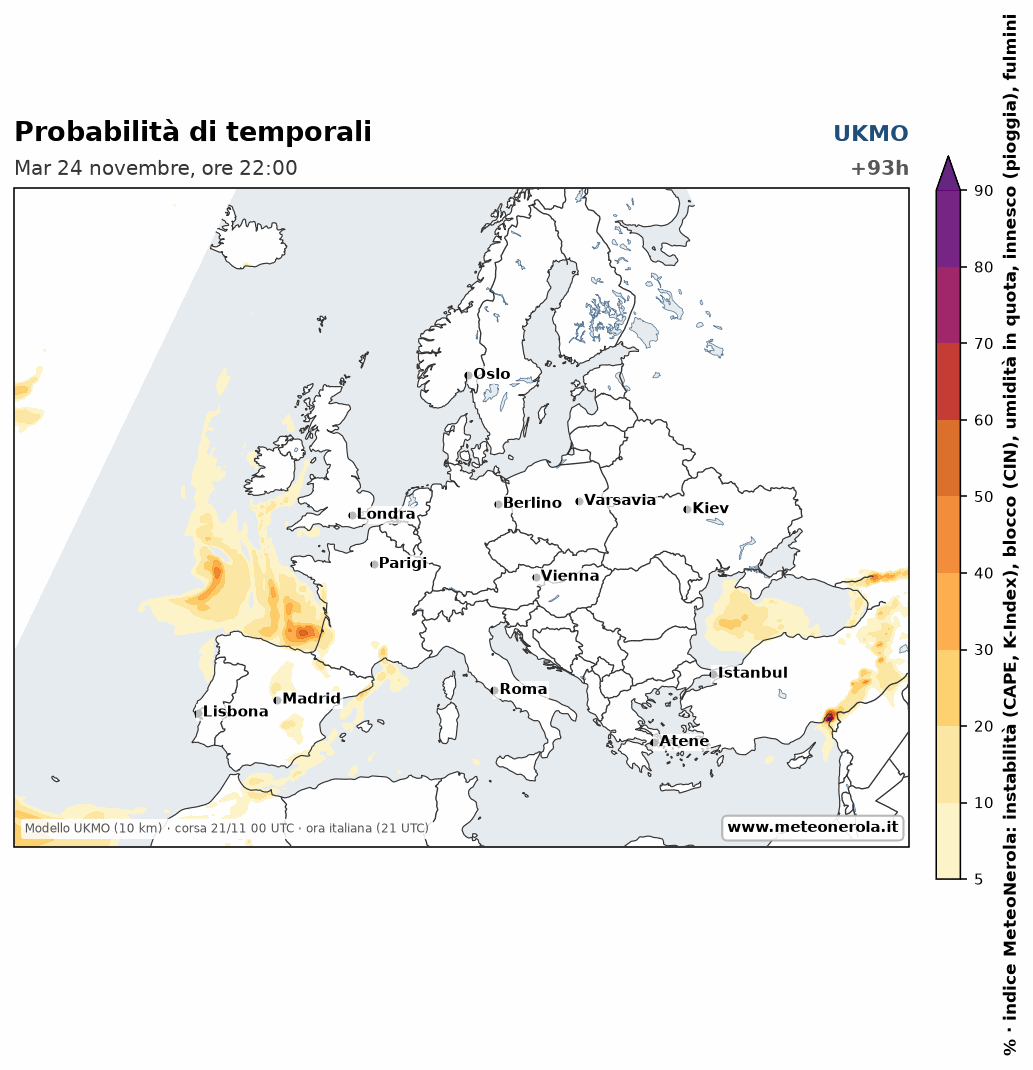 Probabilità di temporali
UKMO
Mar 24 novembre, ore 22:00
+93h
Oslo
Londra
Berlino
Varsavia
Kiev
Parigi
Vienna
Istanbul
Madrid
Roma
Lisbona
Atene
Modello UKMO (10 km) · corsa 21/11 00 UTC · ora italiana (21 UTC)
www.meteonerola.it
90
80
70
60
50
40
30
20
10
5
% · indice MeteoNerola: instabilità (CAPE, K-Index), blocco (CIN), umidità in quota, innesco (pioggia), fulmini